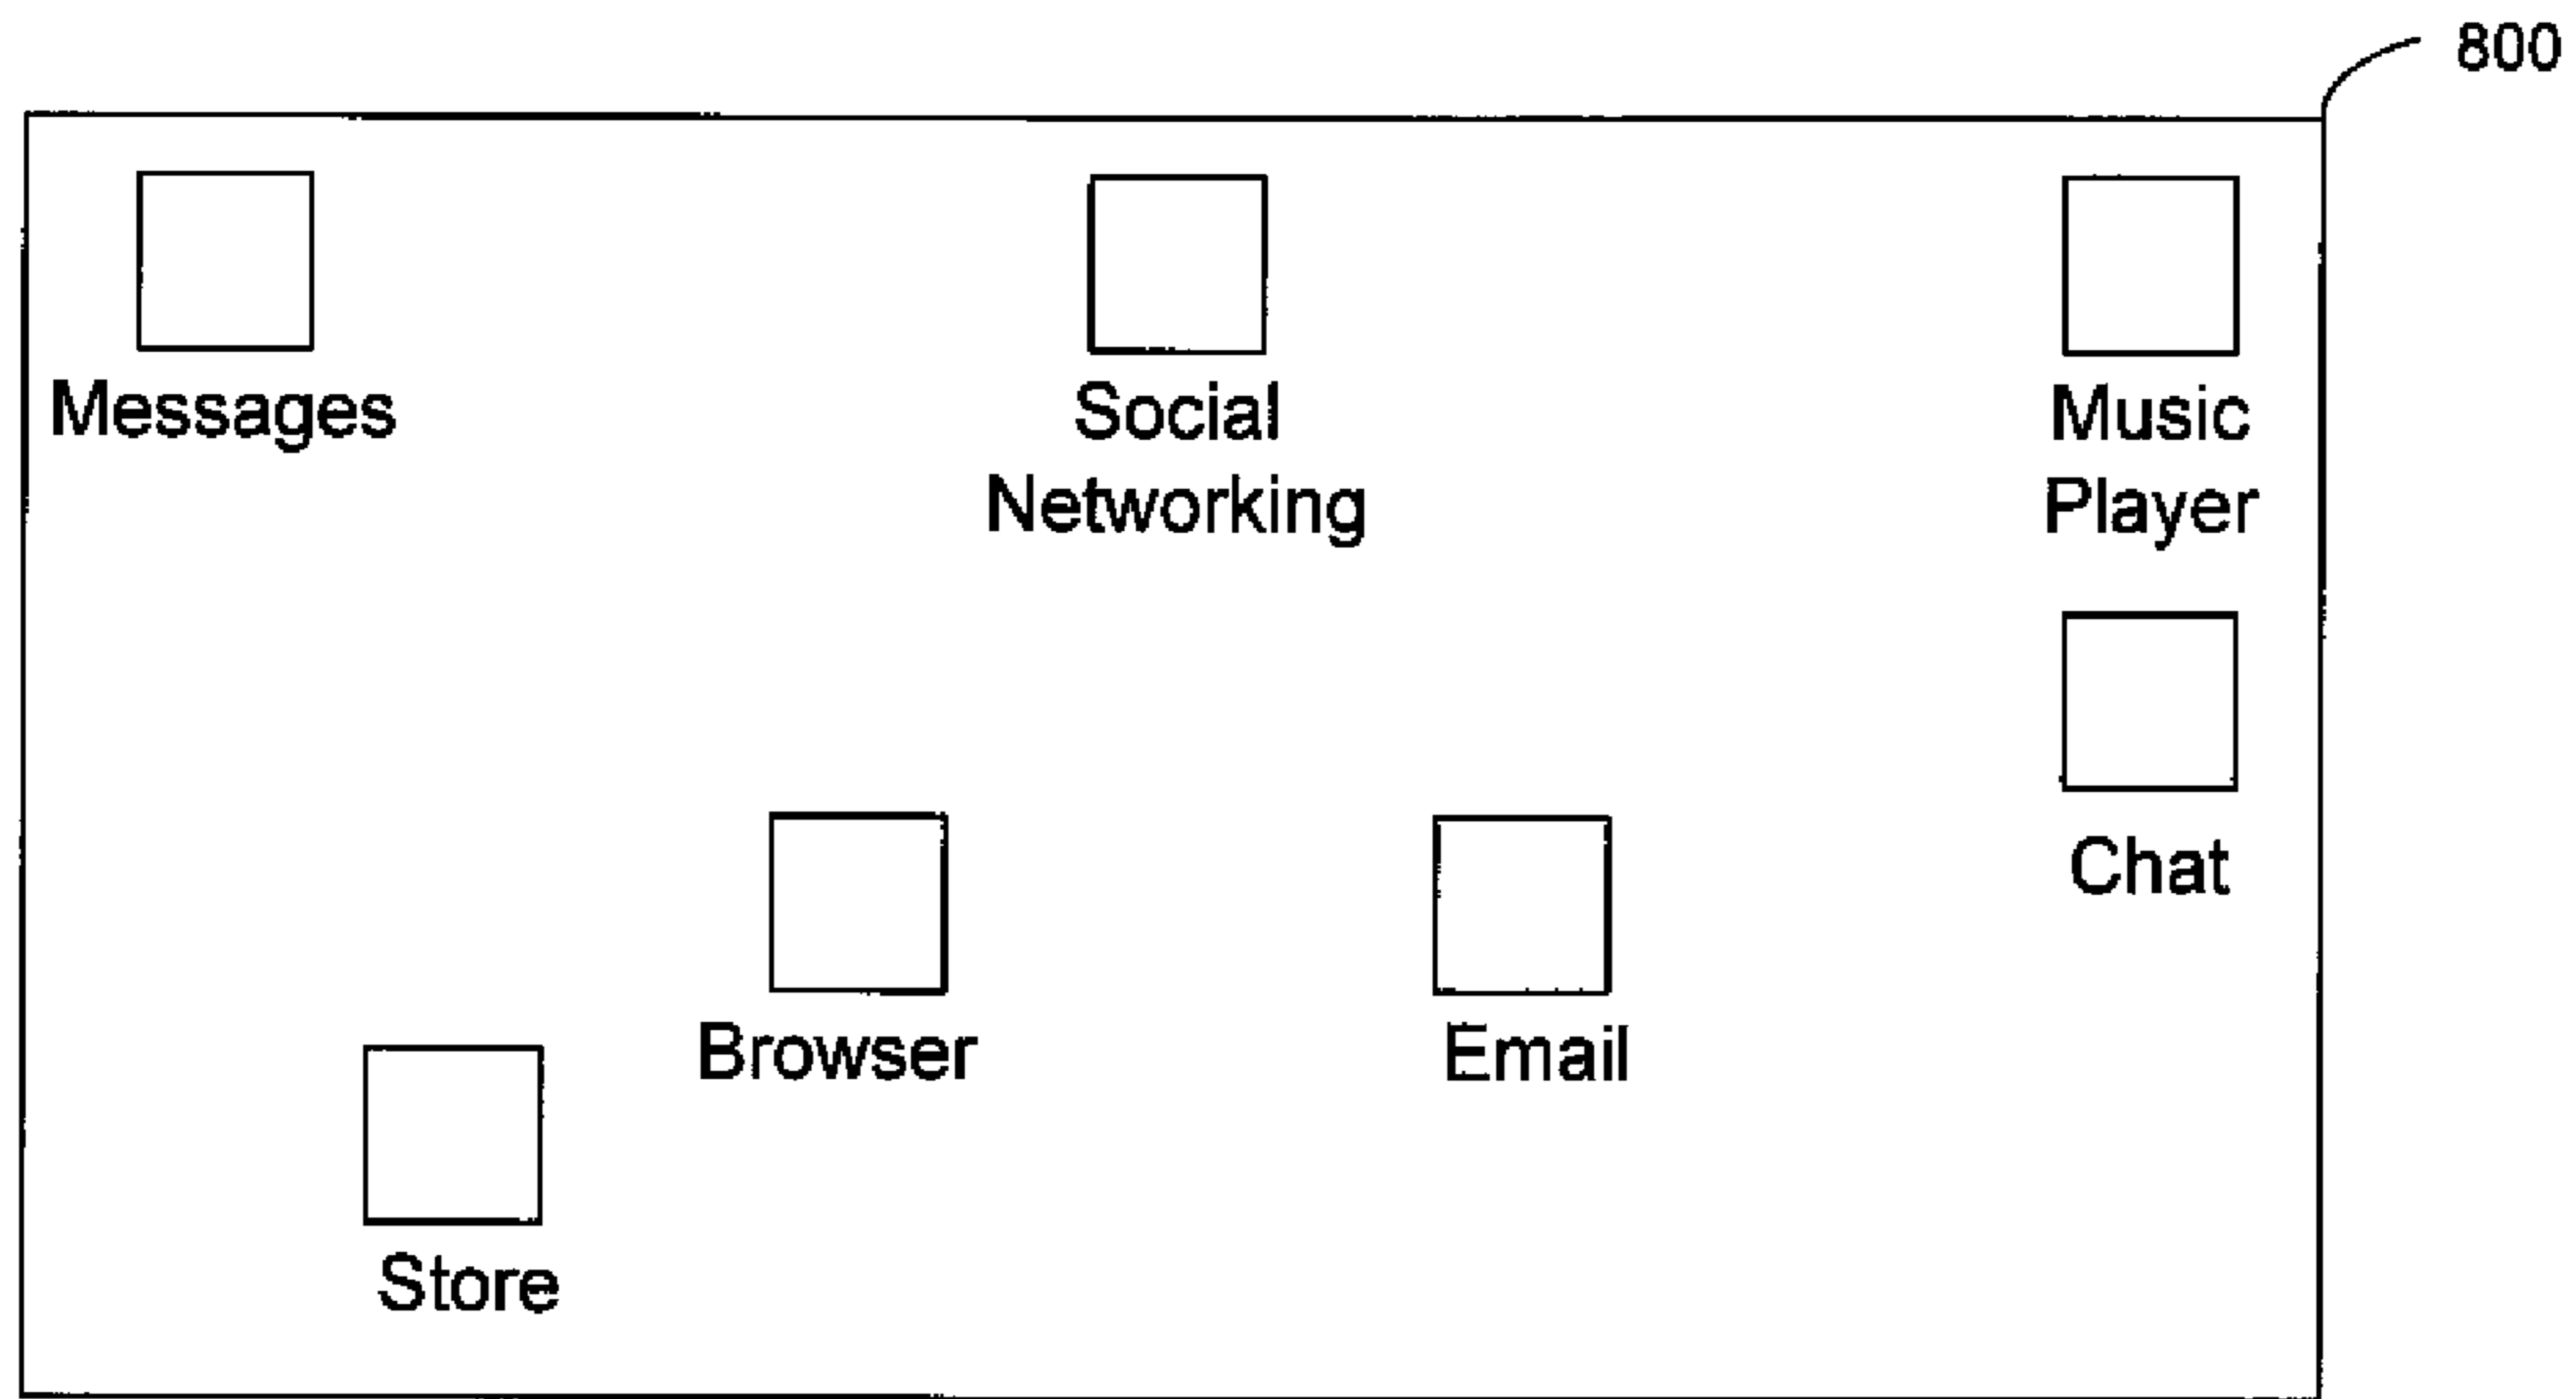 800
Messages
Social
Networking
Music
Player
Chat
Browser
Email
Store